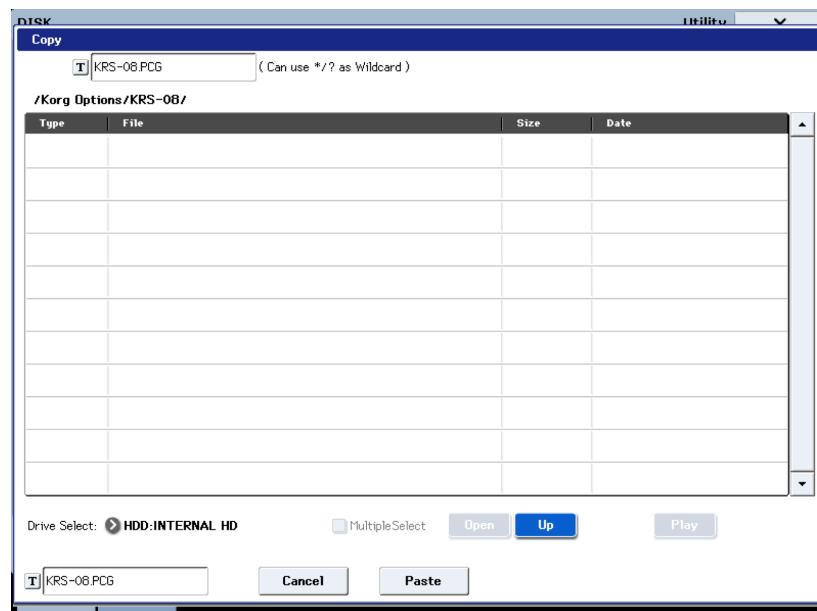 DISK Utility
Copy
T KRS-08.PCG ( Can use */? as Wildcard )
/Korg Options/KRS-08/
Type File Size Date
Drive Select: HDD:INTERNAL HD MultipleSelect Open Up Play
T KRS-08.PCG Cancel Paste